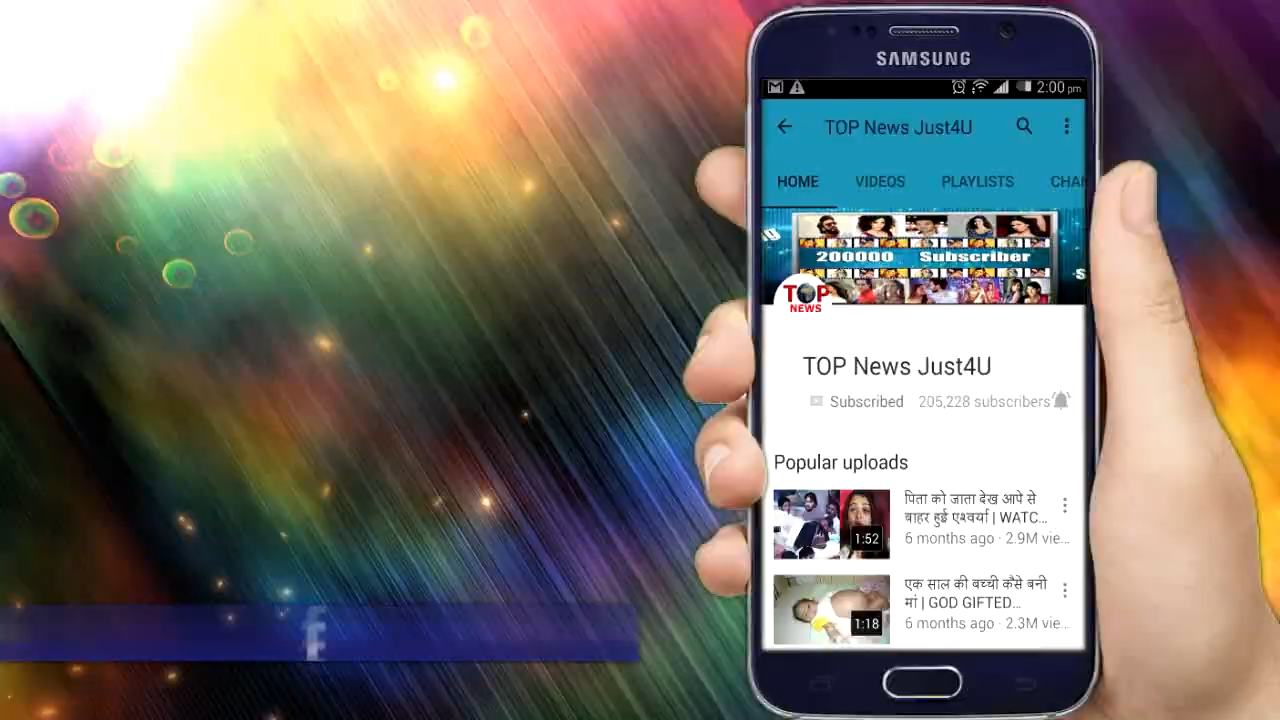 SAMSUNG
2:00 pm
TOP News Just4U
HOME VIDEOS PLAYLISTS CHAN
200000 Subscriber
TOP
NEWS
TOP News Just4U
Subscribed 205,228 subscribers
Popular uploads
पिता को जाता देख आपे से
बाहर हुई एश्वर्या | WATC...
1:52
6 months ago · 2.9M vie...
एक साल की बच्ची कैसे बनी
मां | GOD GIFTED...
1:18
6 months ago · 2.3M vie...
f